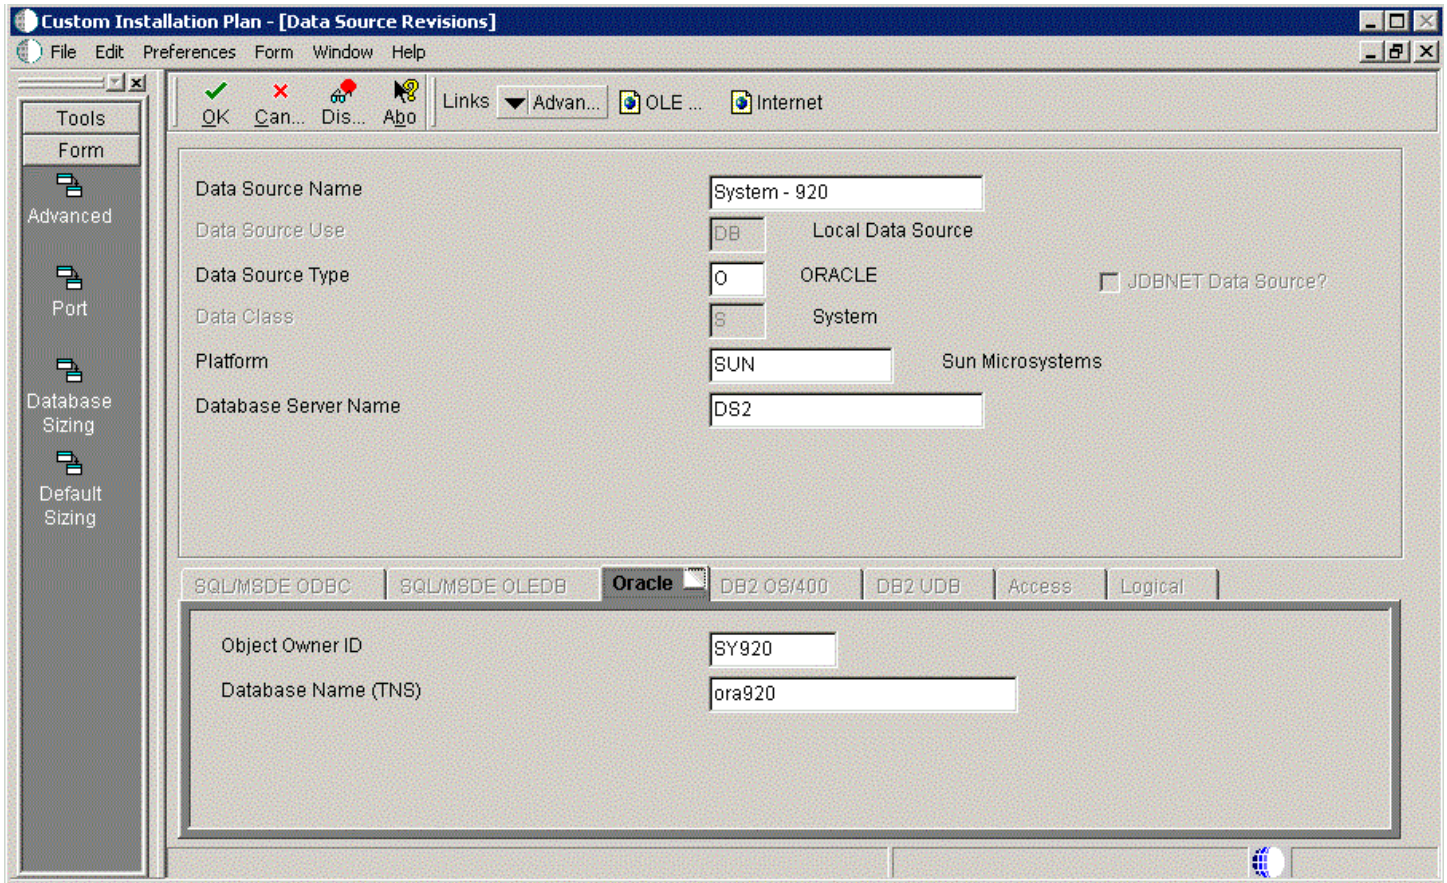 Custom Installation Plan - [Data Source Revisions]
File Edit Preferences Form Window Help
OK Can... Dis... Abo Links Advan... OLE ... Internet
Tools
Form
Advanced
Port
Database
Sizing
Default
Sizing
Data Source Name System - 920
Data Source Use DB Local Data Source
Data Source Type O ORACLE JDBNET Data Source?
Data Class S System
Platform SUN Sun Microsystems
Database Server Name DS2
SQL/MSDE ODBC SQL/MSDE OLEDB Oracle DB2 OS/400 DB2 UDB Access Logical
Object Owner ID SY920
Database Name (TNS) ora920